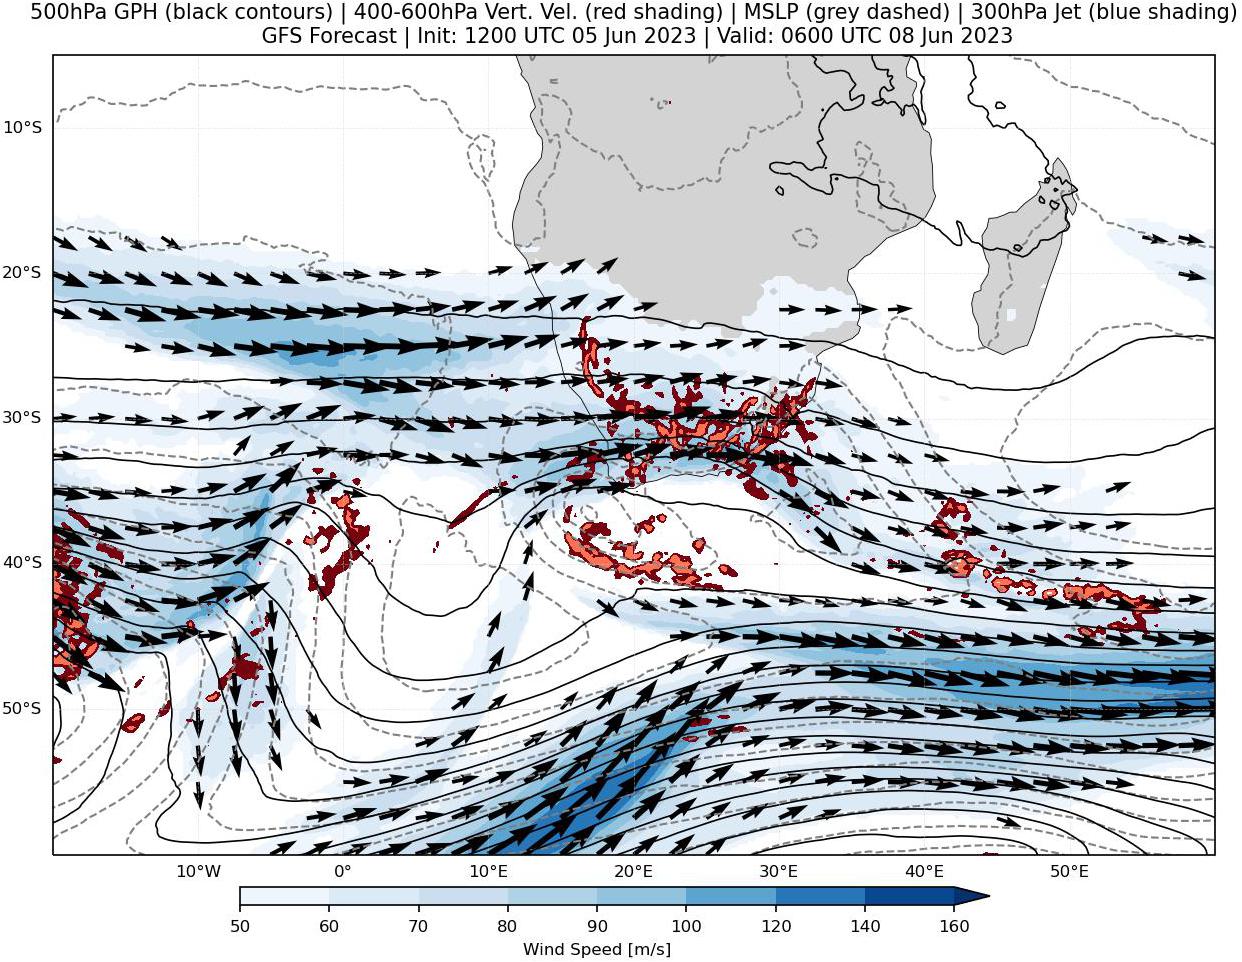 500hPa GPH (black contours) | 400-600hPa Vert. Vel. (red shading) | MSLP (grey dashed) | 300hPa Jet (blue shading)
GFS Forecast | Init: 1200 UTC 05 Jun 2023 | Valid: 0600 UTC 08 Jun 2023
10°S
20°S
30°S
40°S
50°S
10°W 0° 10°E 20°E 30°E 40°E 50°E
50 60 70 80 90 100 120 140 160
Wind Speed [m/s]